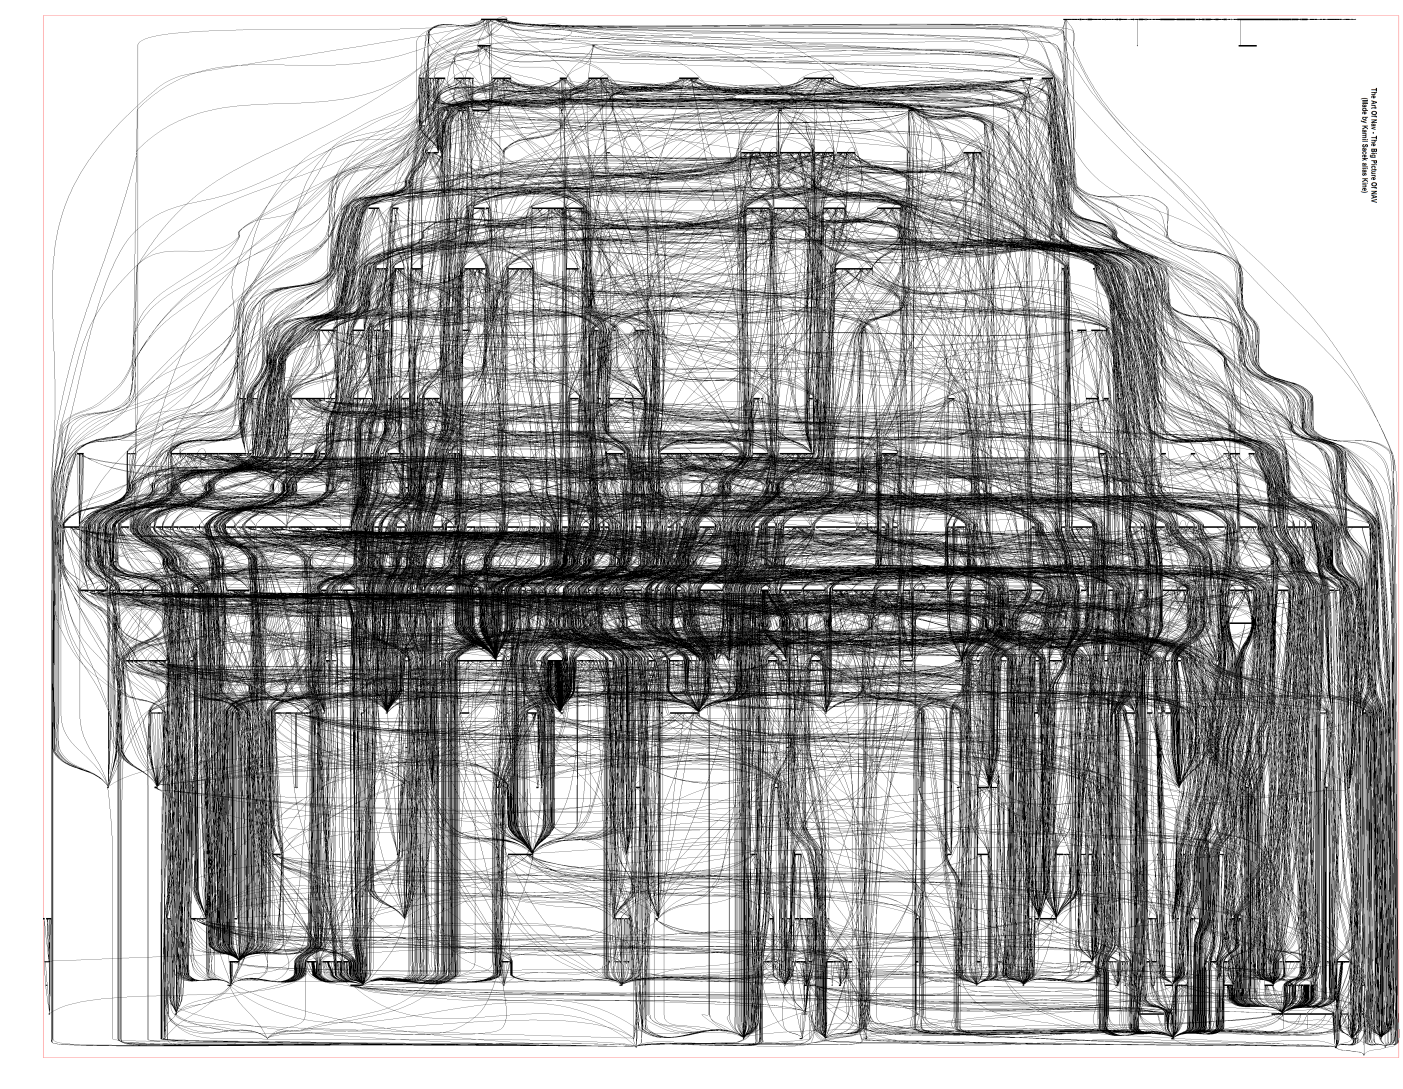 The Art Of Nav - The Big Picture Of NAV
(Made by Kamil Sacek alias Kine)